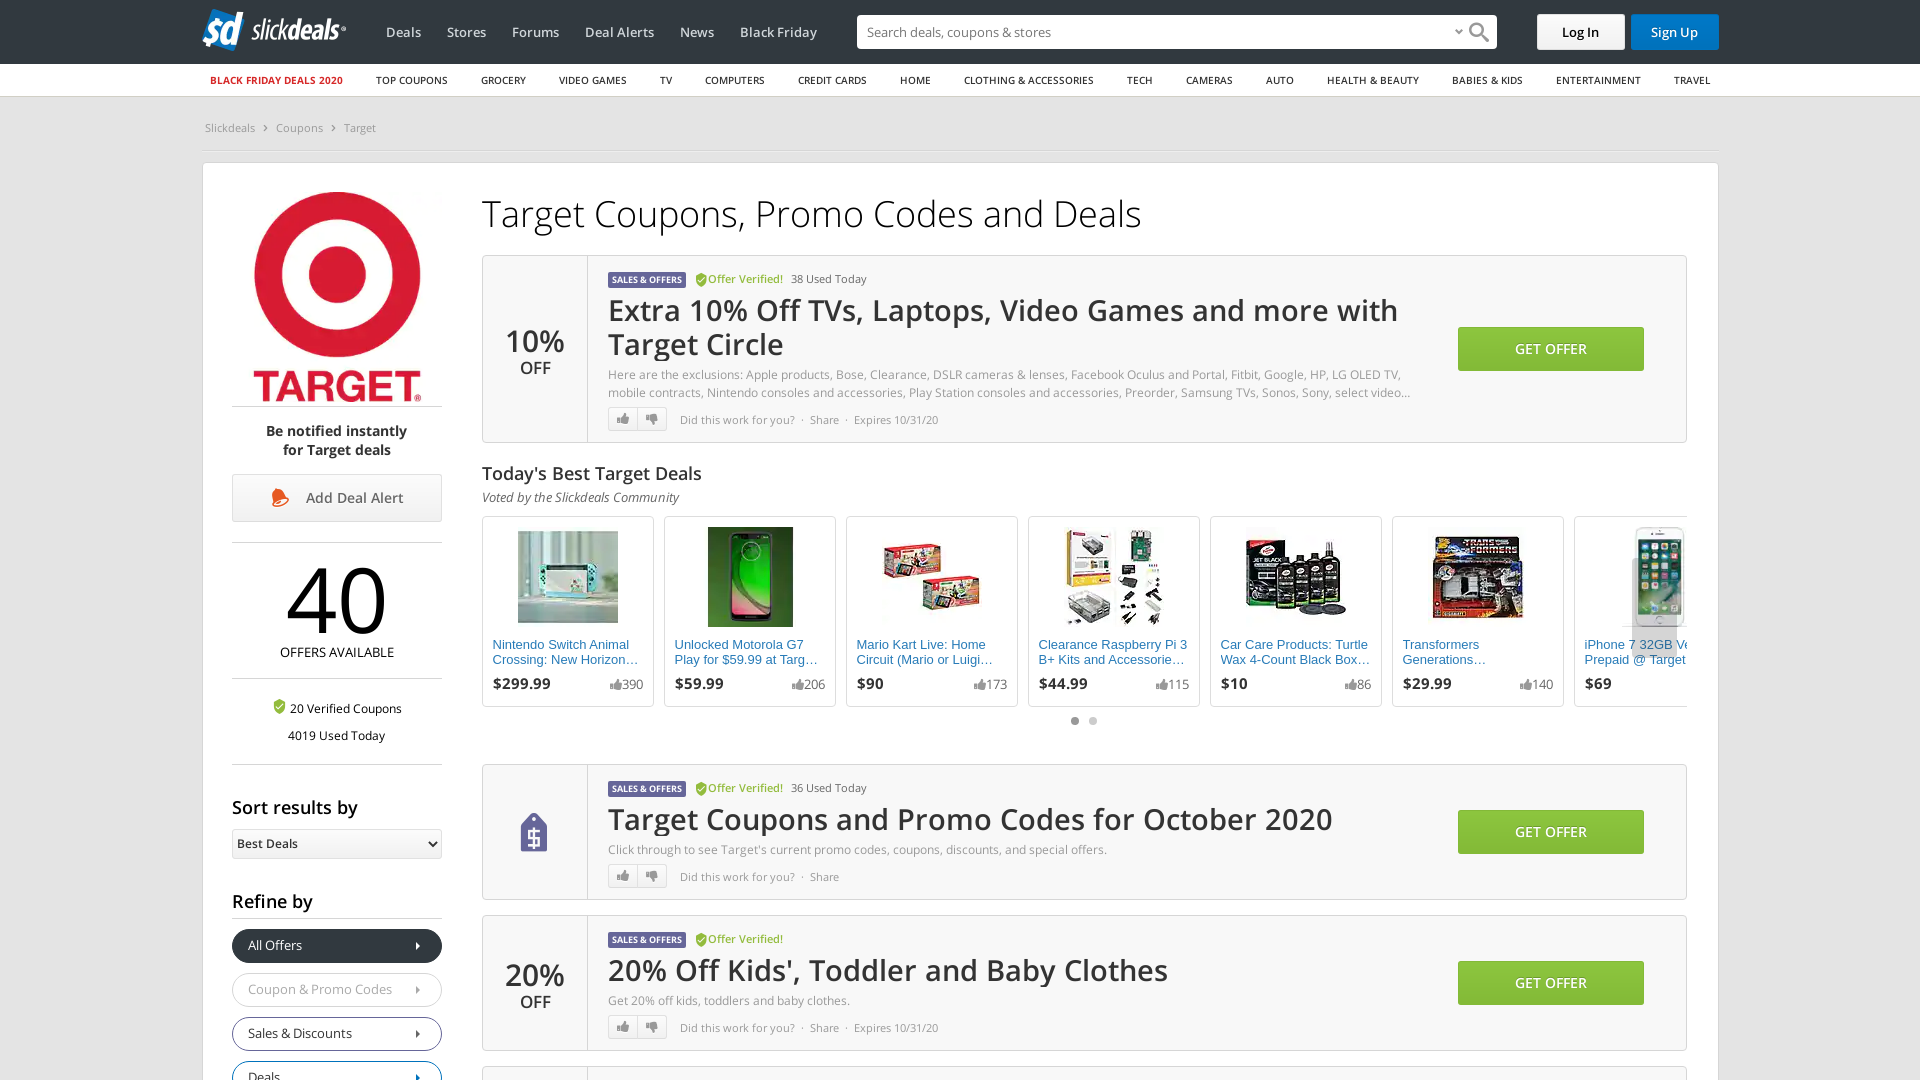 sd slickdeals
Deals
Stores
Forums
Deal Alerts
News
Black Friday
Search deals, coupons & stores
Log In
Sign Up
BLACK FRIDAY DEALS 2020
TOP COUPONS
GROCERY
VIDEO GAMES
TV
COMPUTERS
CREDIT CARDS
HOME
CLOTHING & ACCESSORIES
TECH
CAMERAS
AUTO
HEALTH & BEAUTY
BABIES & KIDS
ENTERTAINMENT
TRAVEL
Slickdeals > Coupons > Target
TARGET®
Be notified instantly
for Target deals
Add Deal Alert
40
OFFERS AVAILABLE
20 Verified Coupons
4019 Used Today
Sort results by
Best Deals
Refine by
All Offers
Coupon & Promo Codes
Sales & Discounts
Deals
Target Coupons, Promo Codes and Deals
10%
OFF
SALES & OFFERS Offer Verified! 38 Used Today
Extra 10% Off TVs, Laptops, Video Games and more with
Target Circle
Here are the exclusions: Apple products, Bose, Clearance, DSLR cameras & lenses, Facebook Oculus and Portal, Fitbit, Google, HP, LG OLED TV,
mobile contracts, Nintendo consoles and accessories, Play Station consoles and accessories, Preorder, Samsung TVs, Sonos, Sony, select video...
Did this work for you? · Share · Expires 10/31/20
GET OFFER
Today's Best Target Deals
Voted by the Slickdeals Community
Nintendo Switch Animal
Crossing: New Horizon…
$299.99 390
Unlocked Motorola G7
Play for $59.99 at Targ…
$59.99 206
Mario Kart Live: Home
Circuit (Mario or Luigi…
$90 173
Clearance Raspberry Pi 3
B+ Kits and Accessorie…
$44.99 115
JET BLACK
Car Care Products: Turtle
Wax 4-Count Black Box…
$10 86
TRANSFORMERS
Transformers
Generations…
$29.99 140
iPhone 7 32GB Ve
Prepaid @ Target
$69
SALES & OFFERS Offer Verified! 36 Used Today
Target Coupons and Promo Codes for October 2020
Click through to see Target's current promo codes, coupons, discounts, and special offers.
Did this work for you? · Share
GET OFFER
20%
OFF
SALES & OFFERS Offer Verified!
20% Off Kids', Toddler and Baby Clothes
Get 20% off kids, toddlers and baby clothes.
Did this work for you? · Share · Expires 10/31/20
GET OFFER